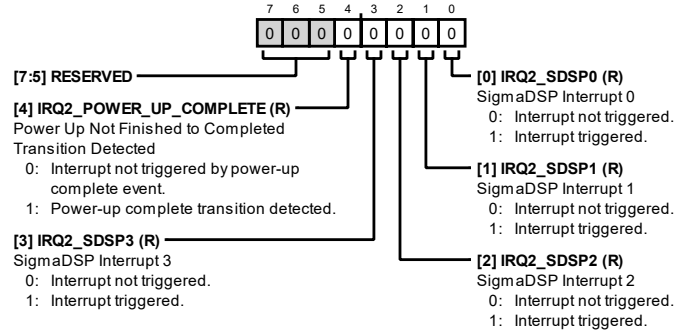 7 6 5 4 3 2 1 0
0 0 0 0 0 0 0 0
[7:5] RESERVED
[4] IRQ2_POWER_UP_COMPLETE (R)
Power Up Not Finished to Completed
Transition Detected
0: Interrupt not triggered by power-up
complete event.
1: Power-up complete transition detected.
[3] IRQ2_SDSP3 (R)
SigmaDSP Interrupt 3
0: Interrupt not triggered.
1: Interrupt triggered.
[0] IRQ2_SDSP0 (R)
SigmaDSP Interrupt 0
0: Interrupt not triggered.
1: Interrupt triggered.
[1] IRQ2_SDSP1 (R)
SigmaDSP Interrupt 1
0: Interrupt not triggered.
1: Interrupt triggered.
[2] IRQ2_SDSP2 (R)
SigmaDSP Interrupt 2
0: Interrupt not triggered.
1: Interrupt triggered.